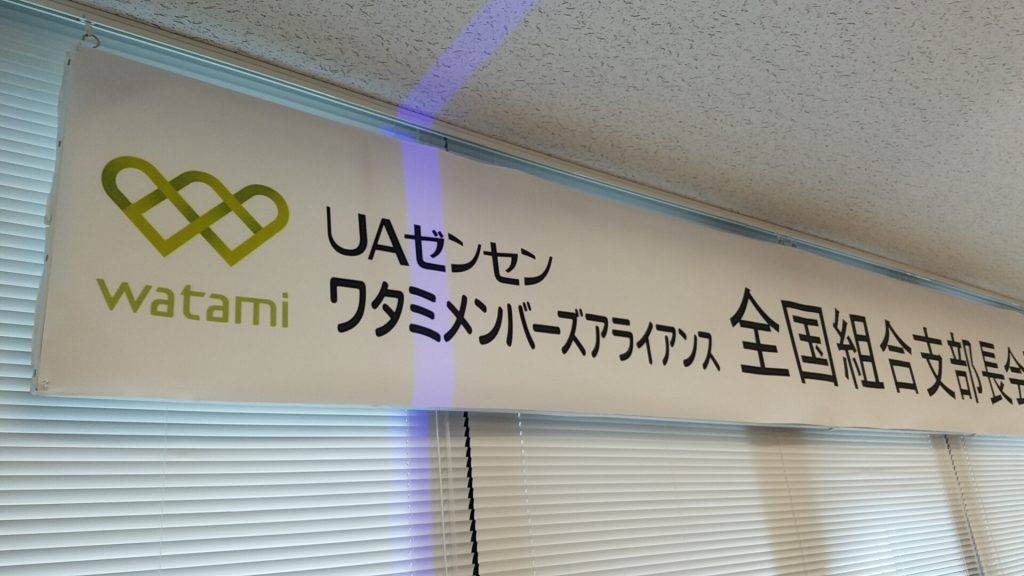 watami
UAゼンセン
ワタミメンバーズアライアンス
全国組合支部長会